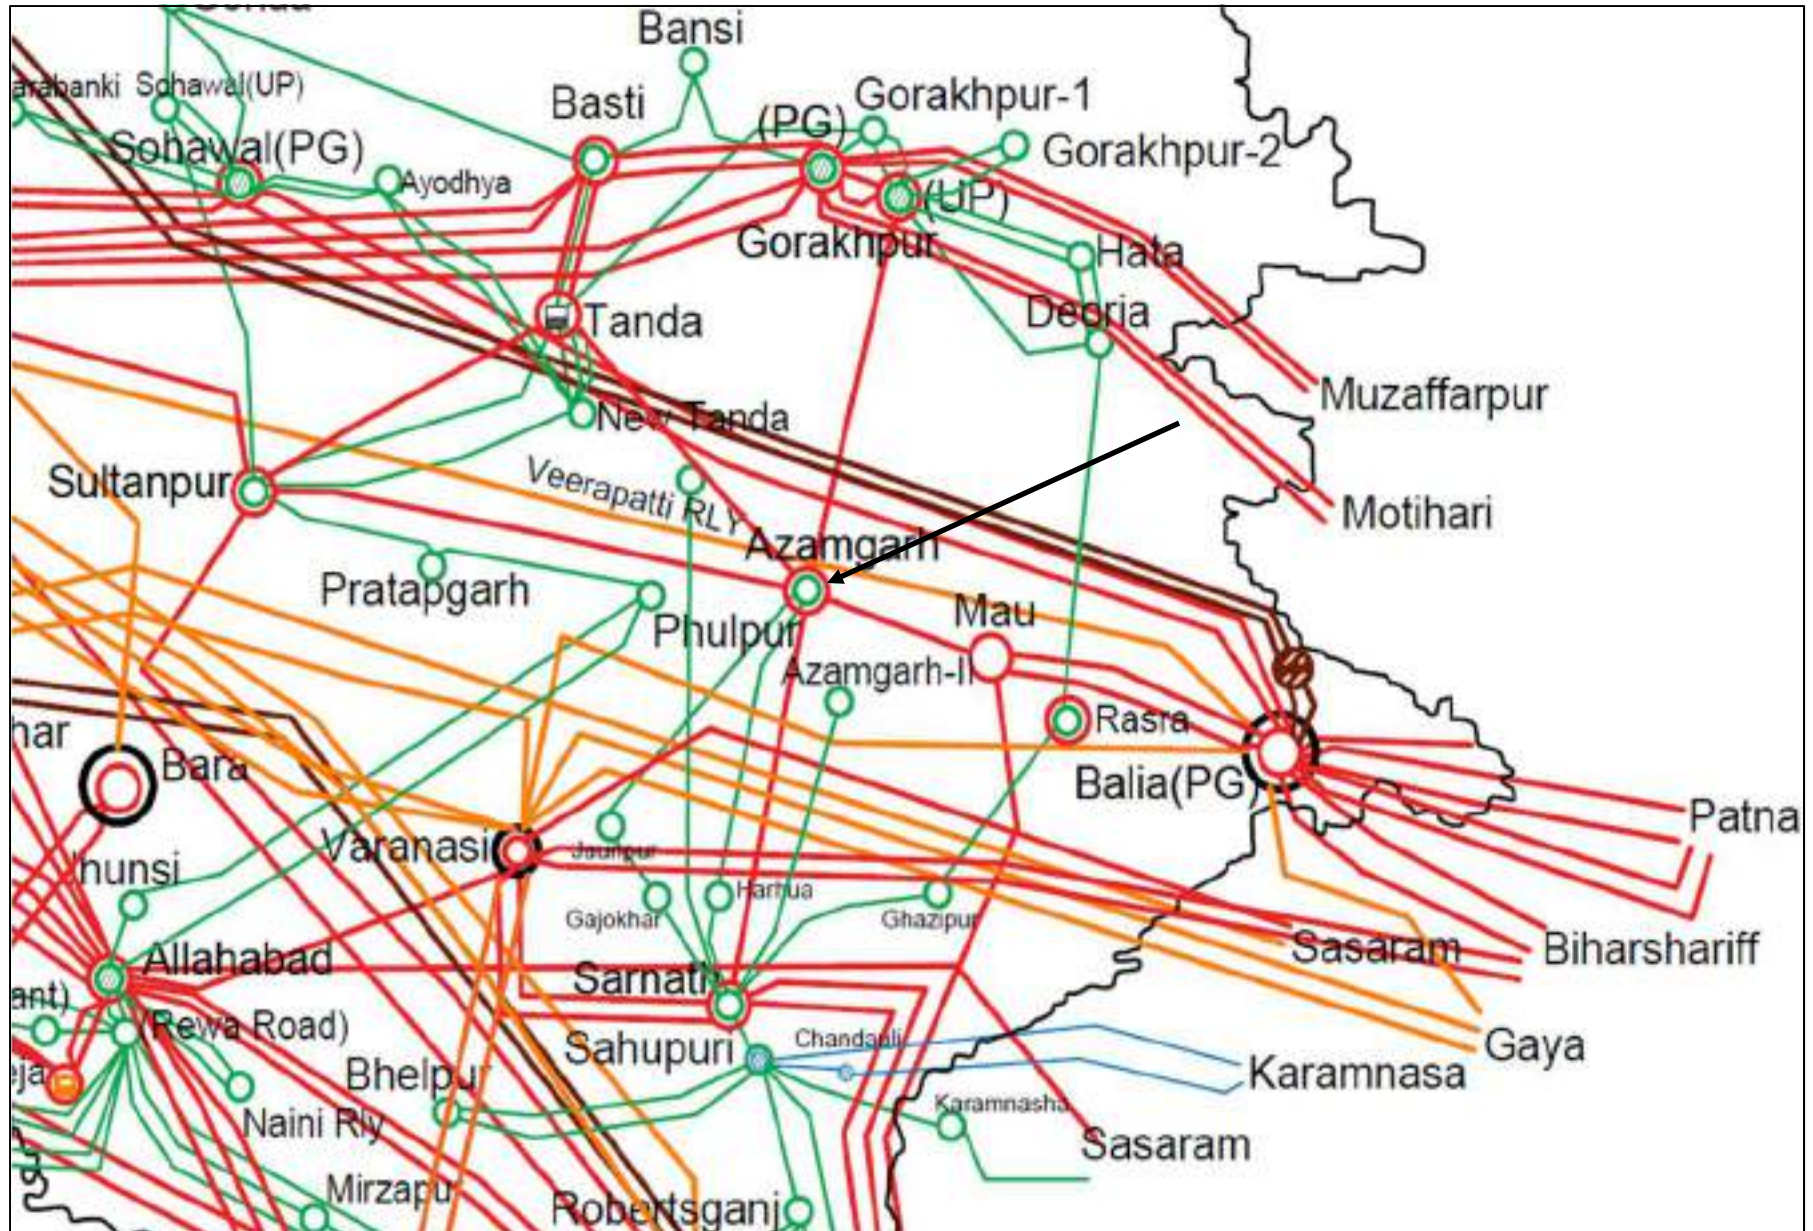 Bansi
Gorakhpur-1
arabanki
Sohawal(UP)
Basti
(PG)
Gorakhpur-2
Sohawal(PG)
Ayodhya
(UP)
Gorakhpur
Hata
Deoria
Tanda
Muzaffarpur
New Tanda
Sultanpur
Veerapatti RLY
Motihari
Azamgarh
Pratapgarh
Mau
Phulpur
Azamgarh-II
Rasra
har
Bara
Balia(PG)
Patna
Varanasi
Jaunpur
hunsi
Harhua
Gajokhar
Ghazipur
Sasaram
Biharshariff
Allahabad
Sarnath
ant)
(Rewa Road)
Chandauli
Gaya
Sahupuri
eja
Bhelpur
Karamnasa
Karamnasha
Naini Rly
Sasaram
Mirzapur
Robertsganj